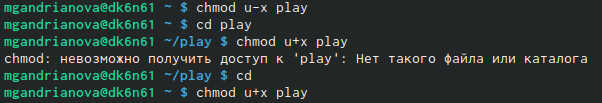 mgandrianova@dk6n61 ~ $ chmod u-x play
mgandrianova@dk6n61 ~ $ cd play
mgandrianova@dk6n61 ~/play $ chmod u+x play
chmod: невозможно получить доступ к 'play': Нет такого файла или каталога
mgandrianova@dk6n61 ~/play $ cd
mgandrianova@dk6n61 ~ $ chmod u+x play